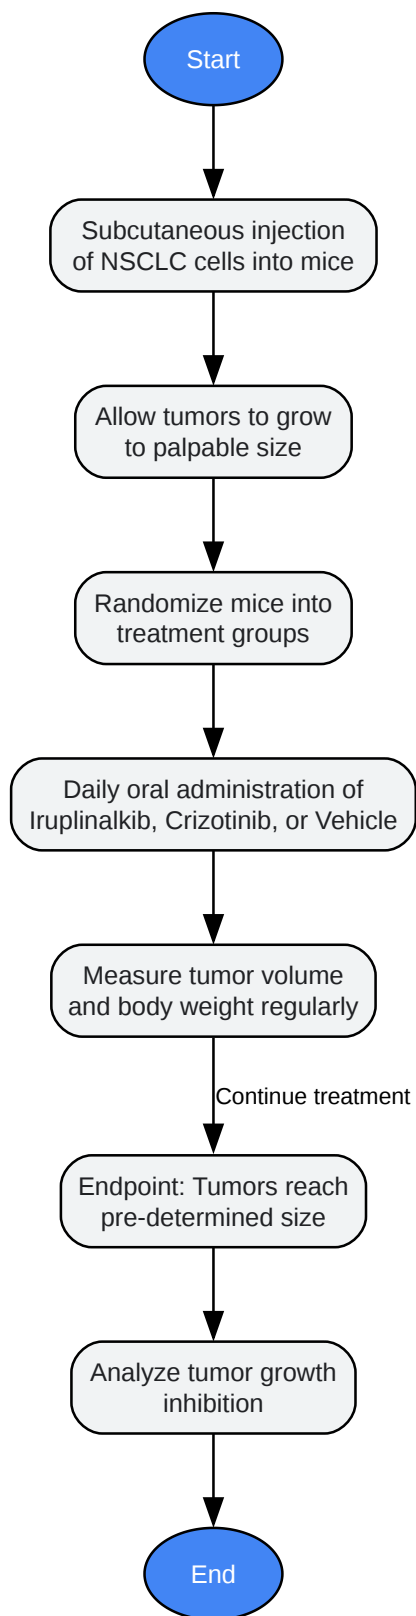 Start
Subcutaneous injection
of NSCLC cells into mice
Allow tumors to grow
to palpable size
Randomize mice into
treatment groups
Daily oral administration of
Iruplinalkib, Crizotinib, or Vehicle
Measure tumor volume
and body weight regularly
Continue treatment
Endpoint: Tumors reach
pre-determined size
Analyze tumor growth
inhibition
End